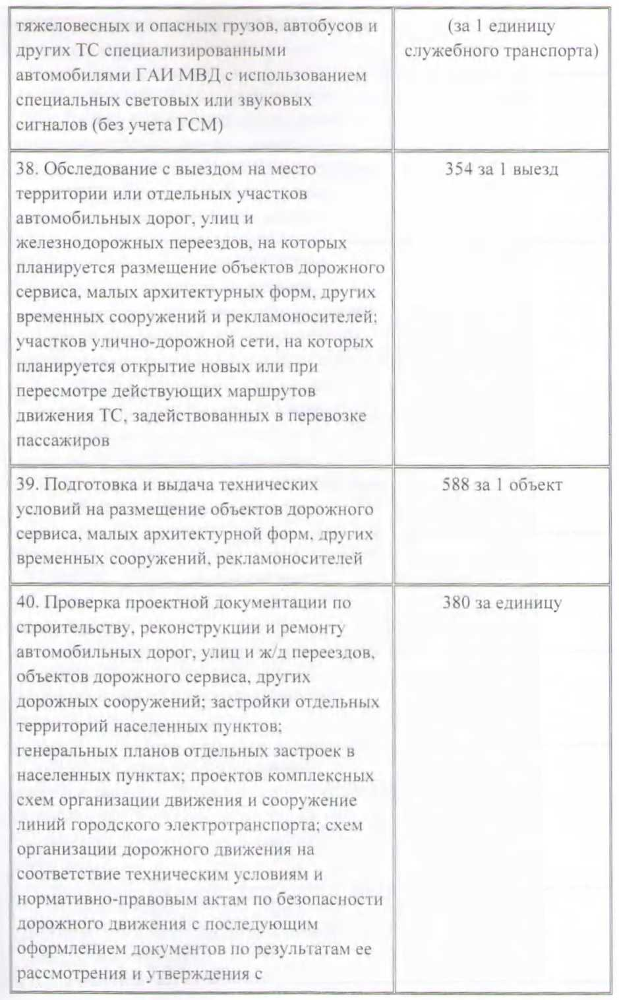 тяжеловесных и опасных грузов, автобусов и
других ТС специализированными
автомобилями ГАИ МВД с использованием
специальных световых или звуковых
сигналов (без учета ГСМ)
(за 1 единицу
служебного транспорта)
38. Обследование с выездом на место
территории или отдельных участков
автомобильных дорог, улиц и
железнодорожных переездов, на которых
планируется размещение объектов дорожного
сервиса, малых архитектурных форм, других
временных сооружений и рекламоносителей;
участков улично-дорожной сети, на которых
планируется открытие новых или при
пересмотре действующих маршрутов
движения ТС, задействованных в перевозке
пассажиров
354 за 1 выезд
39. Подготовка и выдача технических
условий на размещение объектов дорожного
сервиса, малых архитектурной форм, других
временных сооружений, рекламоносителей
588 за 1 объект
40. Проверка проектной документации по
строительству, реконструкции и ремонту
автомобильных дорог, улиц и ж/д переездов,
объектов дорожного сервиса, других
дорожных сооружений; застройки отдельных
территорий населенных пунктов;
генеральных планов отдельных застроек в
населенных пунктах; проектов комплексных
схем организации движения и сооружение
линий городского электротранспорта; схем
организации дорожного движения на
соответствие техническим условиям и
нормативно-правовым актам по безопасности
дорожного движения с последующим
оформлением документов по результатам ее
рассмотрения и утверждения с
380 за единицу